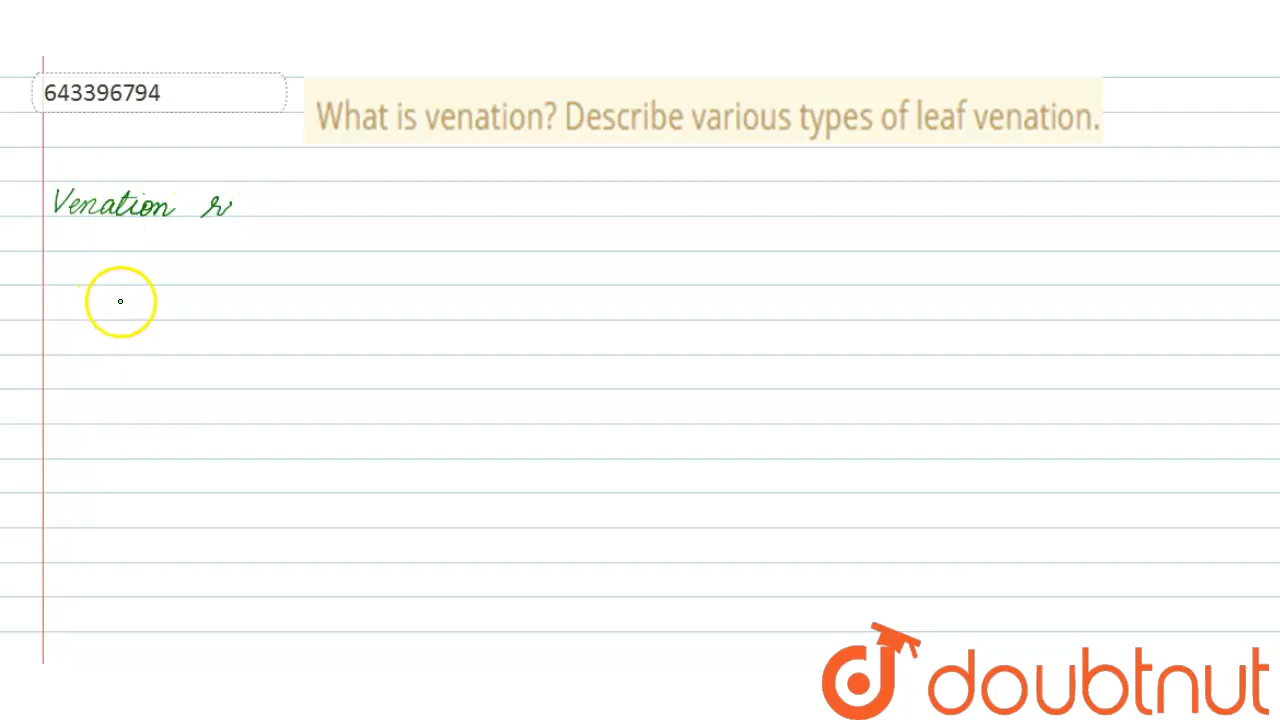 643396794
What is venation? Describe various types of leaf venation.
Venation
doubtnut